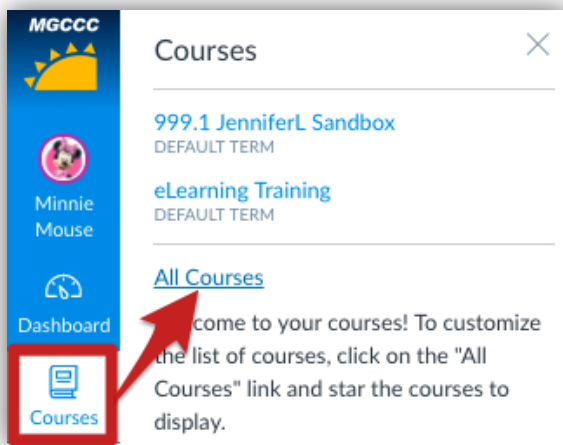 MGCCC
Minnie
Mouse
Dashboard
Courses
Courses
999.1 JenniferL Sandbox
DEFAULT TERM
eLearning Training
DEFAULT TERM
All Courses
come to your courses! To customize
the list of courses, click on the "All
Courses" link and star the courses to
display.